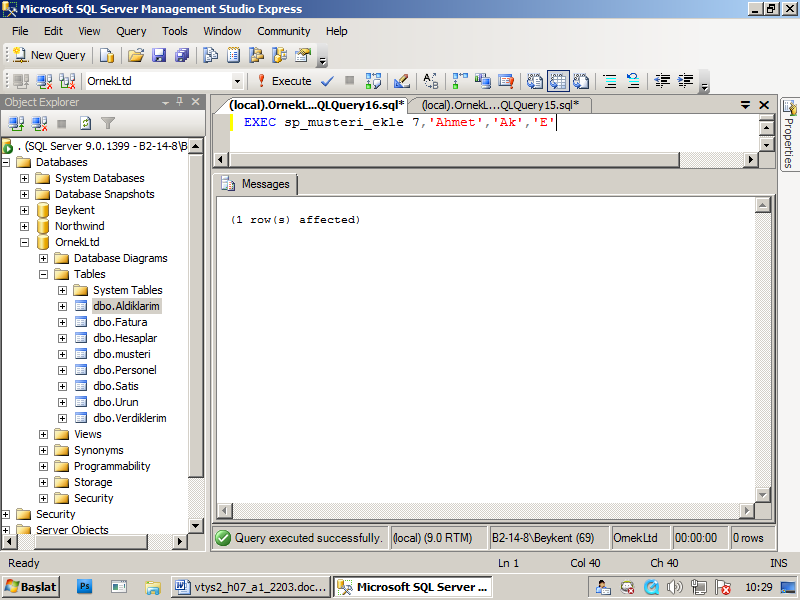 Microsoft SQL Server Management Studio Express
File Edit View Query Tools Window Community Help
New Query
OrnekLtd Execute
Object Explorer
(local).OrnekL...QLQuery16.sql* (local).OrnekL...QLQuery15.sql*
EXEC sp_musteri_ekle 7,'Ahmet','Ak','E'
Properties
. (SQL Server 9.0.1399 - B2-14-8\B
Databases
System Databases
Database Snapshots
Beykent
Northwind
OrnekLtd
Database Diagrams
Tables
System Tables
dbo.Aldiklarim
dbo.Fatura
dbo.Hesaplar
dbo.musteri
dbo.Personel
dbo.Satis
dbo.Urun
dbo.Verdiklerim
Views
Synonyms
Programmability
Storage
Security
Security
Server Objects
Messages
(1 row(s) affected)
Query executed successfully. (local) (9.0 RTM) B2-14-8\Beykent (69) OrnekLtd 00:00:00 0 rows
Ready Ln 1 Col 40 Ch 40 INS
Başlat Ps vtys2_h07_a1_2203.doc... Microsoft SQL Server ... 10:29